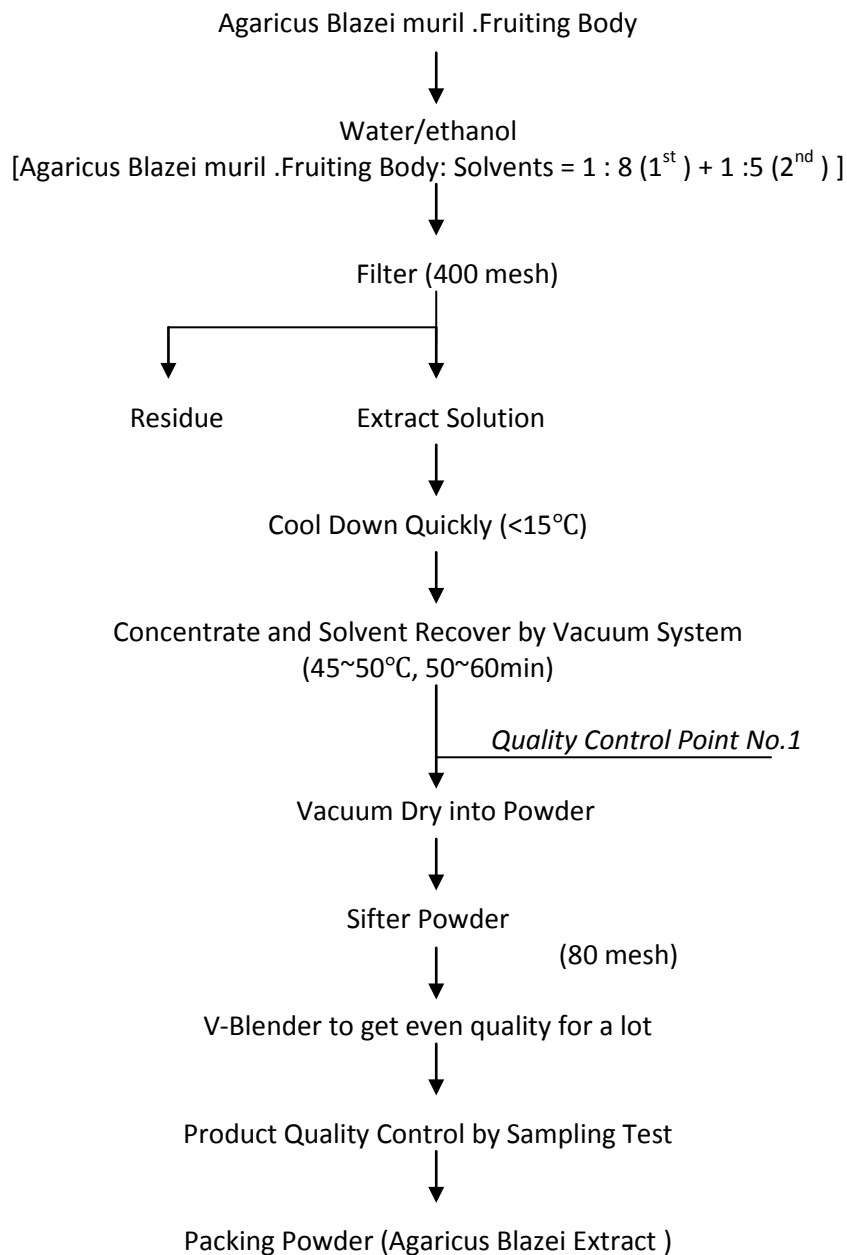 Agaricus Blazei muril .Fruiting Body
Water/ethanol
[Agaricus Blazei muril .Fruiting Body: Solvents = 1 : 8 (1st ) + 1 :5 (2nd ) ]
Filter (400 mesh)
Residue
Extract Solution
Cool Down Quickly (<15℃)
Concentrate and Solvent Recover by Vacuum System
(45~50℃, 50~60min)
Quality Control Point No.1
Vacuum Dry into Powder
Sifter Powder
(80 mesh)
V-Blender to get even quality for a lot
Product Quality Control by Sampling Test
Packing Powder (Agaricus Blazei Extract )